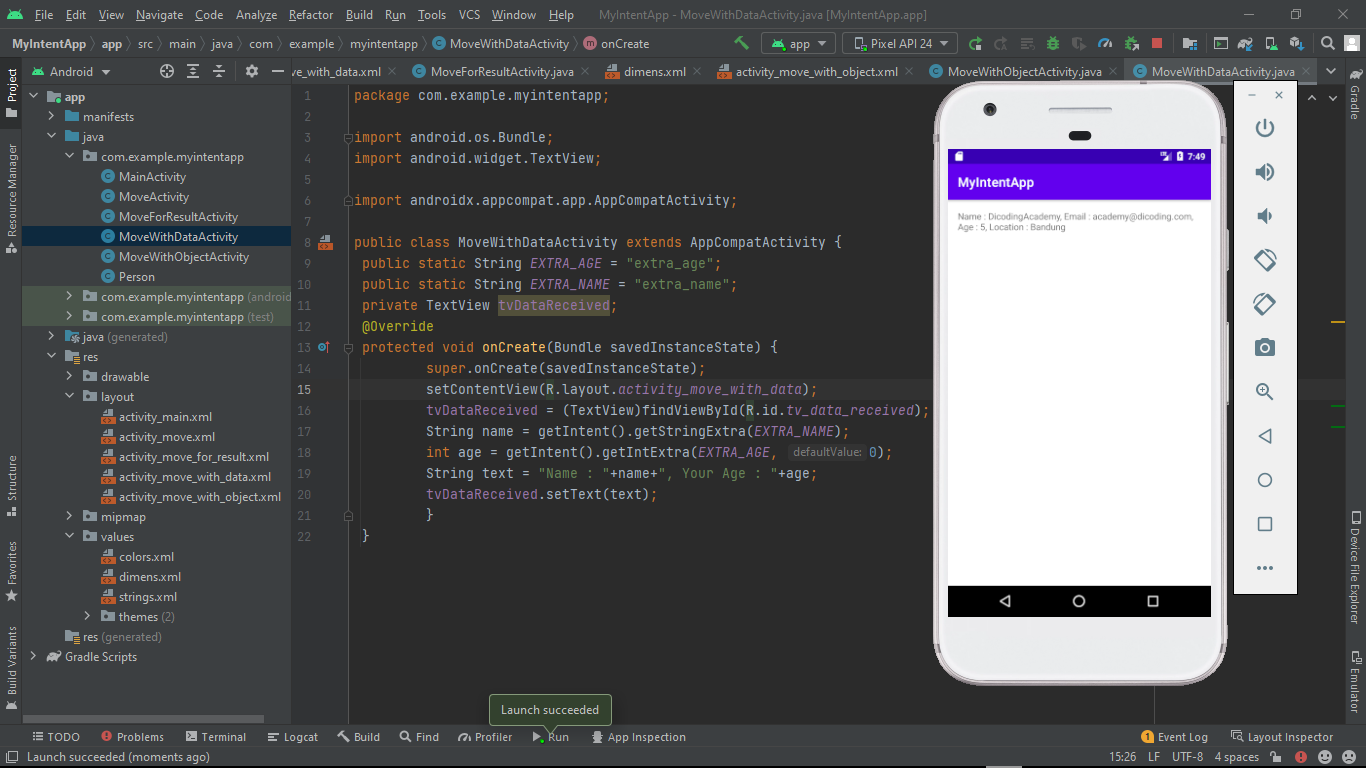 File Edit View Navigate Code Analyze Refactor Build Run Tools VCS Window Help MyIntentApp - MoveWithDataActivity.java [MyIntentApp.app]
MyIntentApp app src main java com example myintentapp MoveWithDataActivity onCreate app Pixel API 24
Android
ve_with_data.xml MoveForResultActivity.java dimens.xml activity_move_with_object.xml MoveWithObjectActivity.java MoveWithDataActivity.java
Project
Resource Manager
Structure
Favorites
Build Variants
app
manifests
java
com.example.myintentapp
MainActivity
MoveActivity
MoveForResultActivity
MoveWithDataActivity
MoveWithObjectActivity
Person
com.example.myintentapp (android
com.example.myintentapp (test)
java (generated)
res
drawable
layout
activity_main.xml
activity_move.xml
activity_move_for_result.xml
activity_move_with_data.xml
activity_move_with_object.xml
mipmap
values
colors.xml
dimens.xml
strings.xml
themes (2)
res (generated)
Gradle Scripts
1 package com.example.myintentapp;
2
3 import android.os.Bundle;
4 import android.widget.TextView;
5
6 import androidx.appcompat.app.AppCompatActivity;
7
8 public class MoveWithDataActivity extends AppCompatActivity {
9 public static String EXTRA_AGE = "extra_age";
10 public static String EXTRA_NAME = "extra_name";
11 private TextView tvDataReceived;
12 @Override
13 protected void onCreate(Bundle savedInstanceState) {
14 super.onCreate(savedInstanceState);
15 setContentView(R.layout.activity_move_with_data);
16 tvDataReceived = (TextView)findViewById(R.id.tv_data_received);
17 String name = getIntent().getStringExtra(EXTRA_NAME);
18 int age = getIntent().getIntExtra(EXTRA_AGE, defaultValue: 0);
19 String text = "Name : "+name+", Your Age : "+age;
20 tvDataReceived.setText(text);
21 }
22 }
7:49
MyIntentApp
Name : DicodingAcademy, Email : academy@dicoding.com,
Age : 5, Location : Bandung
Gradle
Device File Explorer
Emulator
Launch succeeded
TODO Problems Terminal Logcat Build Find Profiler Run App Inspection 1 Event Log Layout Inspector
Launch succeeded (moments ago) 15:26 LF UTF-8 4 spaces